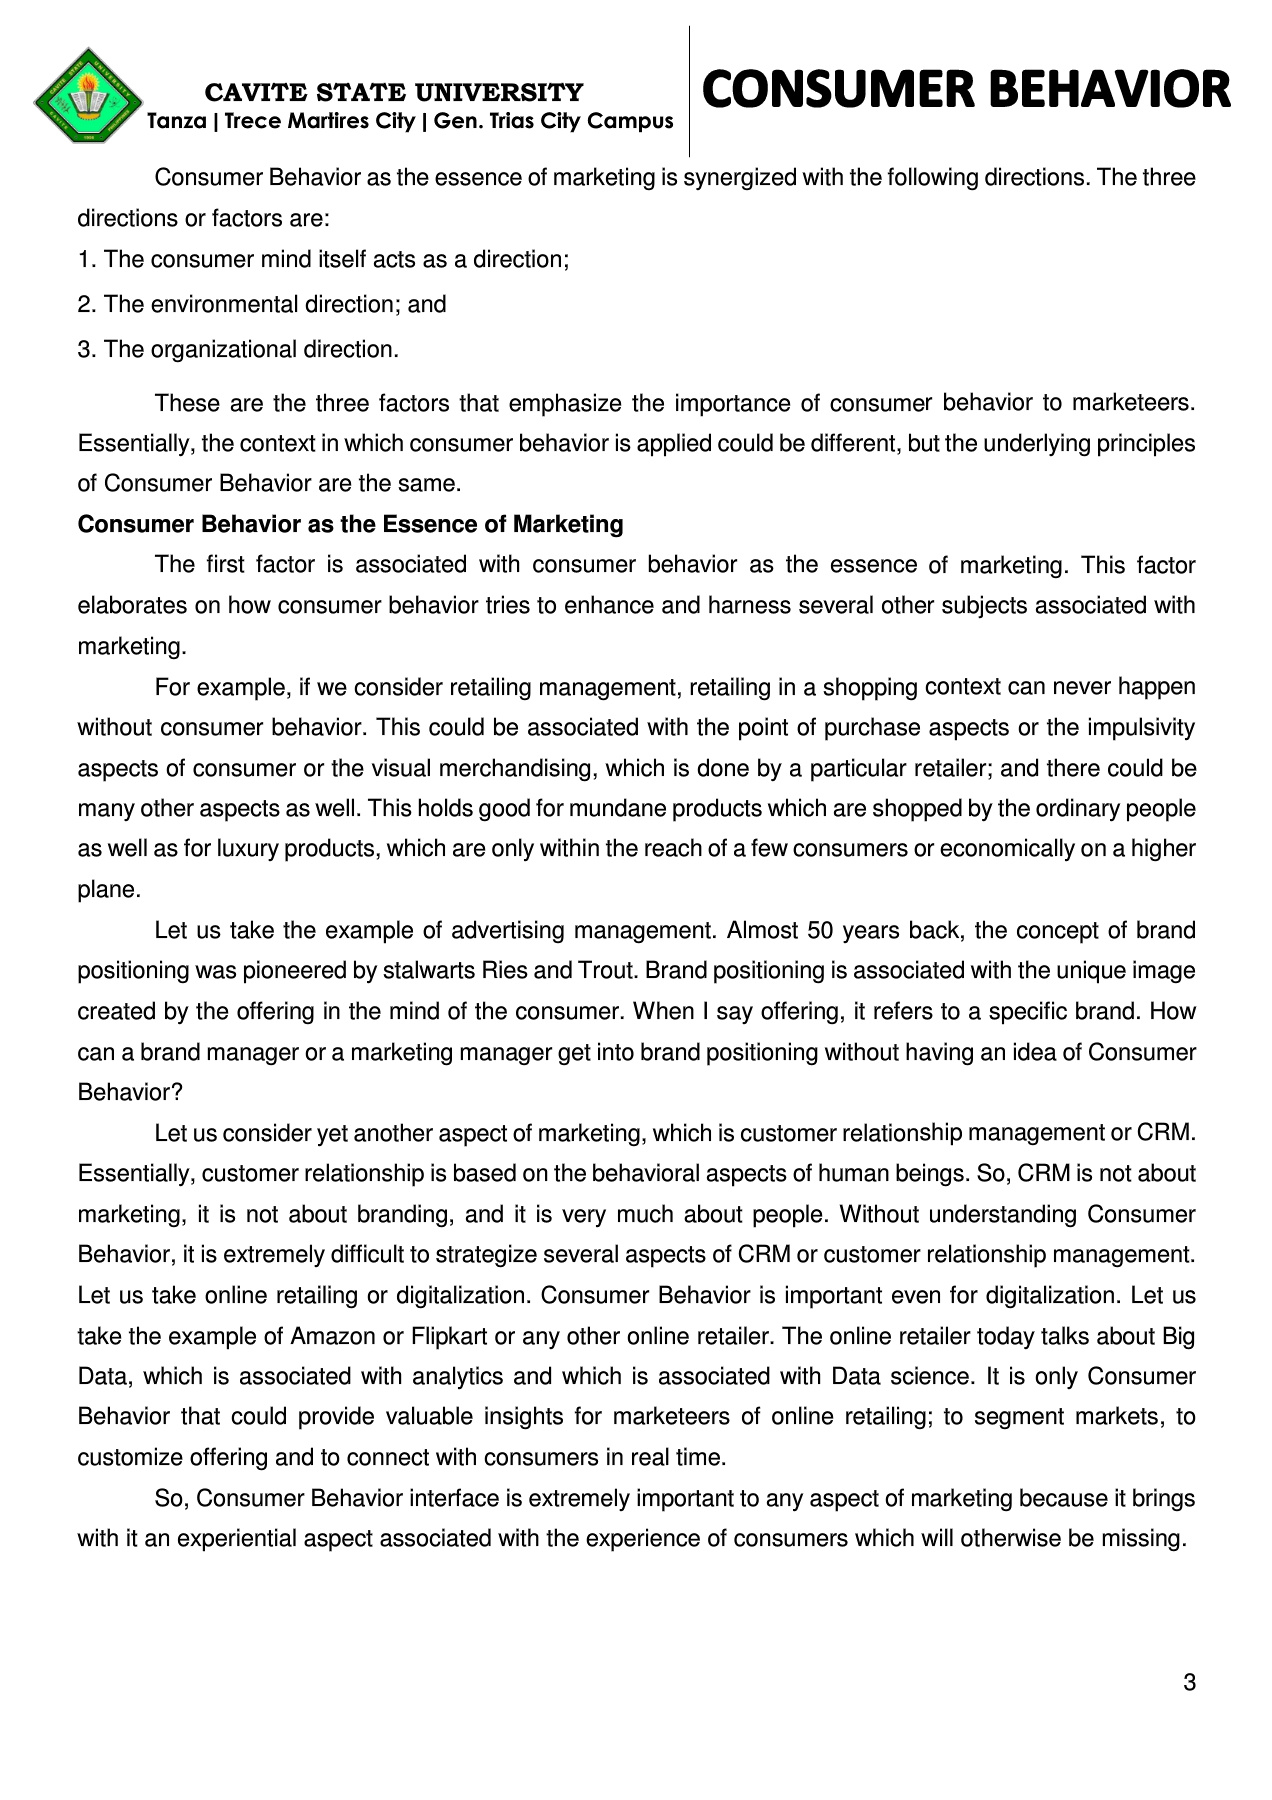 CAVITE STATE UNIVERSITY
Tanza | Trece Martires City | Gen. Trias City Campus
CONSUMER BEHAVIOR
Consumer Behavior as the essence of marketing is synergized with the following directions. The three
directions or factors are:
1. The consumer mind itself acts as a direction;
2. The environmental direction; and
3. The organizational direction.
These are the three factors that emphasize the importance of consumer behavior to marketeers.
Essentially, the context in which consumer behavior is applied could be different, but the underlying principles
of Consumer Behavior are the same.
Consumer Behavior as the Essence of Marketing
The first factor is associated with consumer behavior as the essence of marketing. This factor
elaborates on how consumer behavior tries to enhance and harness several other subjects associated with
marketing.
For example, if we consider retailing management, retailing in a shopping context can never happen
without consumer behavior. This could be associated with the point of purchase aspects or the impulsivity
aspects of consumer or the visual merchandising, which is done by a particular retailer; and there could be
many other aspects as well. This holds good for mundane products which are shopped by the ordinary people
as well as for luxury products, which are only within the reach of a few consumers or economically on a higher
plane.
Let us take the example of advertising management. Almost 50 years back, the concept of brand
positioning was pioneered by stalwarts Ries and Trout. Brand positioning is associated with the unique image
created by the offering in the mind of the consumer. When I say offering, it refers to a specific brand. How
can a brand manager or a marketing manager get into brand positioning without having an idea of Consumer
Behavior?
Let us consider yet another aspect of marketing, which is customer relationship management or CRM.
Essentially, customer relationship is based on the behavioral aspects of human beings. So, CRM is not about
marketing, it is not about branding, and it is very much about people. Without understanding Consumer
Behavior, it is extremely difficult to strategize several aspects of CRM or customer relationship management.
Let us take online retailing or digitalization. Consumer Behavior is important even for digitalization. Let us
take the example of Amazon or Flipkart or any other online retailer. The online retailer today talks about Big
Data, which is associated with analytics and which is associated with Data science. It is only Consumer
Behavior that could provide valuable insights for marketeers of online retailing; to segment markets, to
customize offering and to connect with consumers in real time.
So, Consumer Behavior interface is extremely important to any aspect of marketing because it brings
with it an experiential aspect associated with the experience of consumers which will otherwise be missing.
3